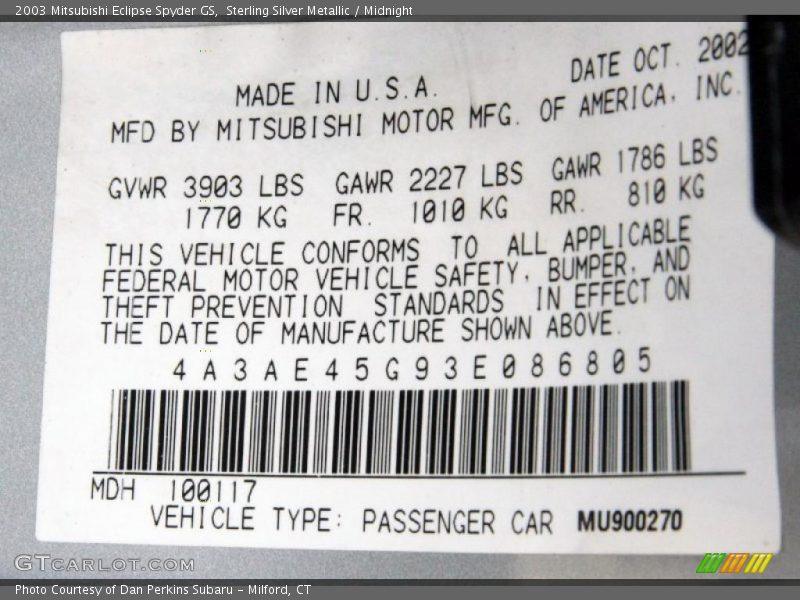 2003 Mitsubishi Eclipse Spyder GS, Sterling Silver Metallic / Midnight
DATE OCT. 2002
MADE IN U.S.A.
MFD BY MITSUBISHI MOTOR MFG. OF AMERICA, INC.
GVWR 3903 LBS GAWR 2227 LBS GAWR 1786 LBS
1770 KG FR. 1010 KG RR. 810 KG
THIS VEHICLE CONFORMS TO ALL APPLICABLE
FEDERAL MOTOR VEHICLE SAFETY, BUMPER, AND
THEFT PREVENTION STANDARDS IN EFFECT ON
THE DATE OF MANUFACTURE SHOWN ABOVE.
4A3AE45G93E086805
MDH 100117
VEHICLE TYPE: PASSENGER CAR MU900270
GTCARLOT.COM
Photo Courtesy of Dan Perkins Subaru - Milford, CT